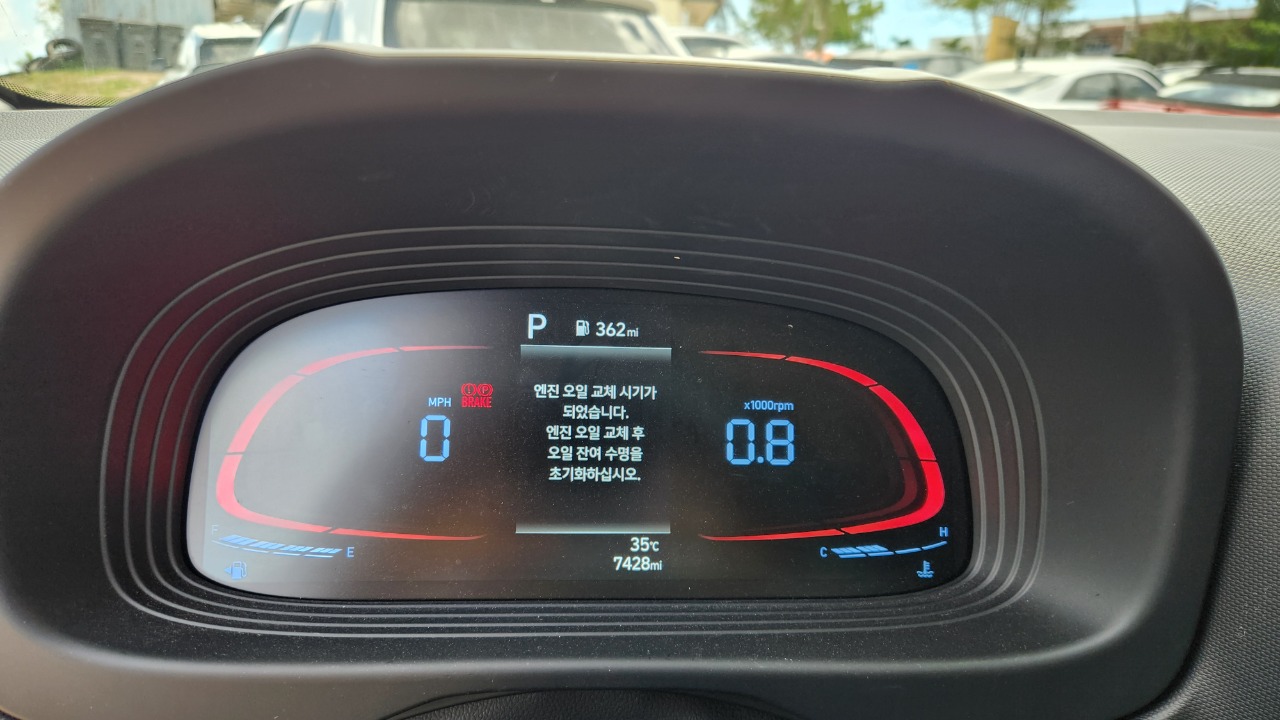 P 362mi
엔진 오일 교체 시기가
되었습니다.
엔진 오일 교체 후
오일 잔여 수명을
초기화하십시오.
BRAKE
MPH
0
x1000rpm
0.8
F
E
C
H
35℃
7428mi